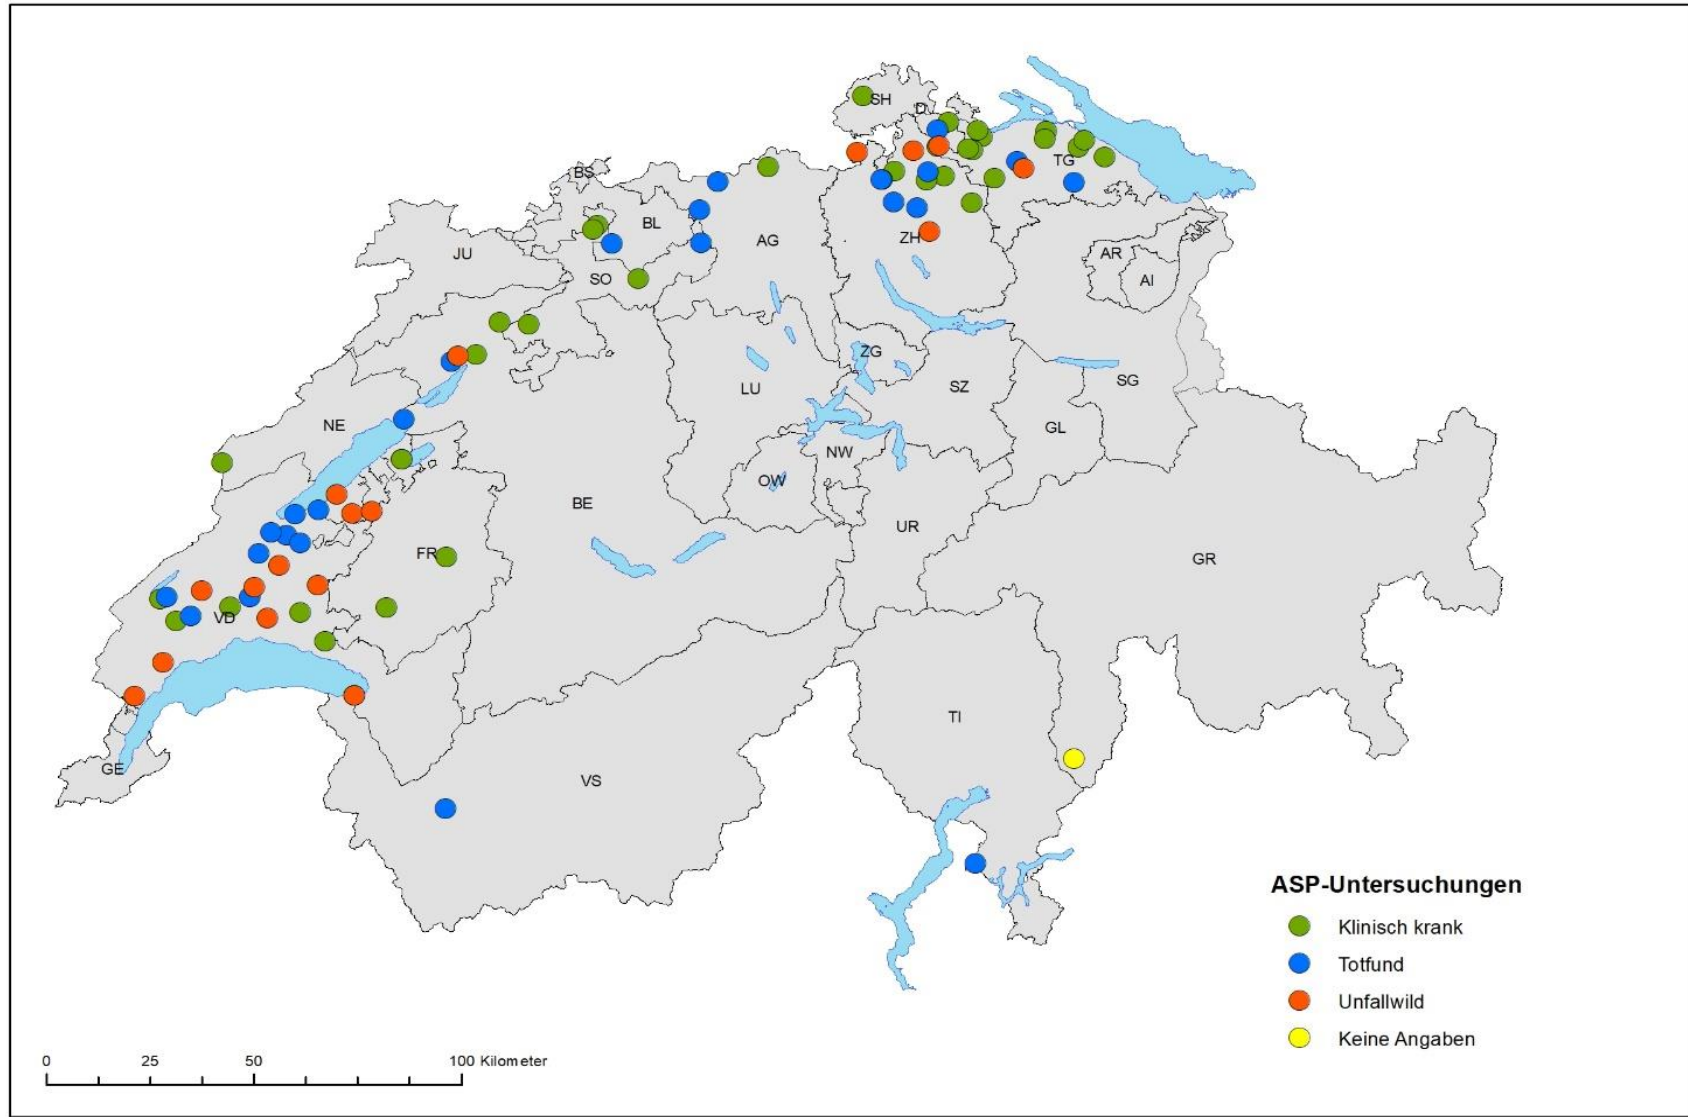 SH
D
BS
TG
BL
AG
ZH
JU
SO
AR
AI
ZG
LU
SZ
SG
NE
GL
NW
OW
BE
UR
FR
GR
VD
TI
GE
VS
ASP-Untersuchungen
Klinisch krank
Totfund
Unfallwild
Keine Angaben
0 25 50 100 Kilometer